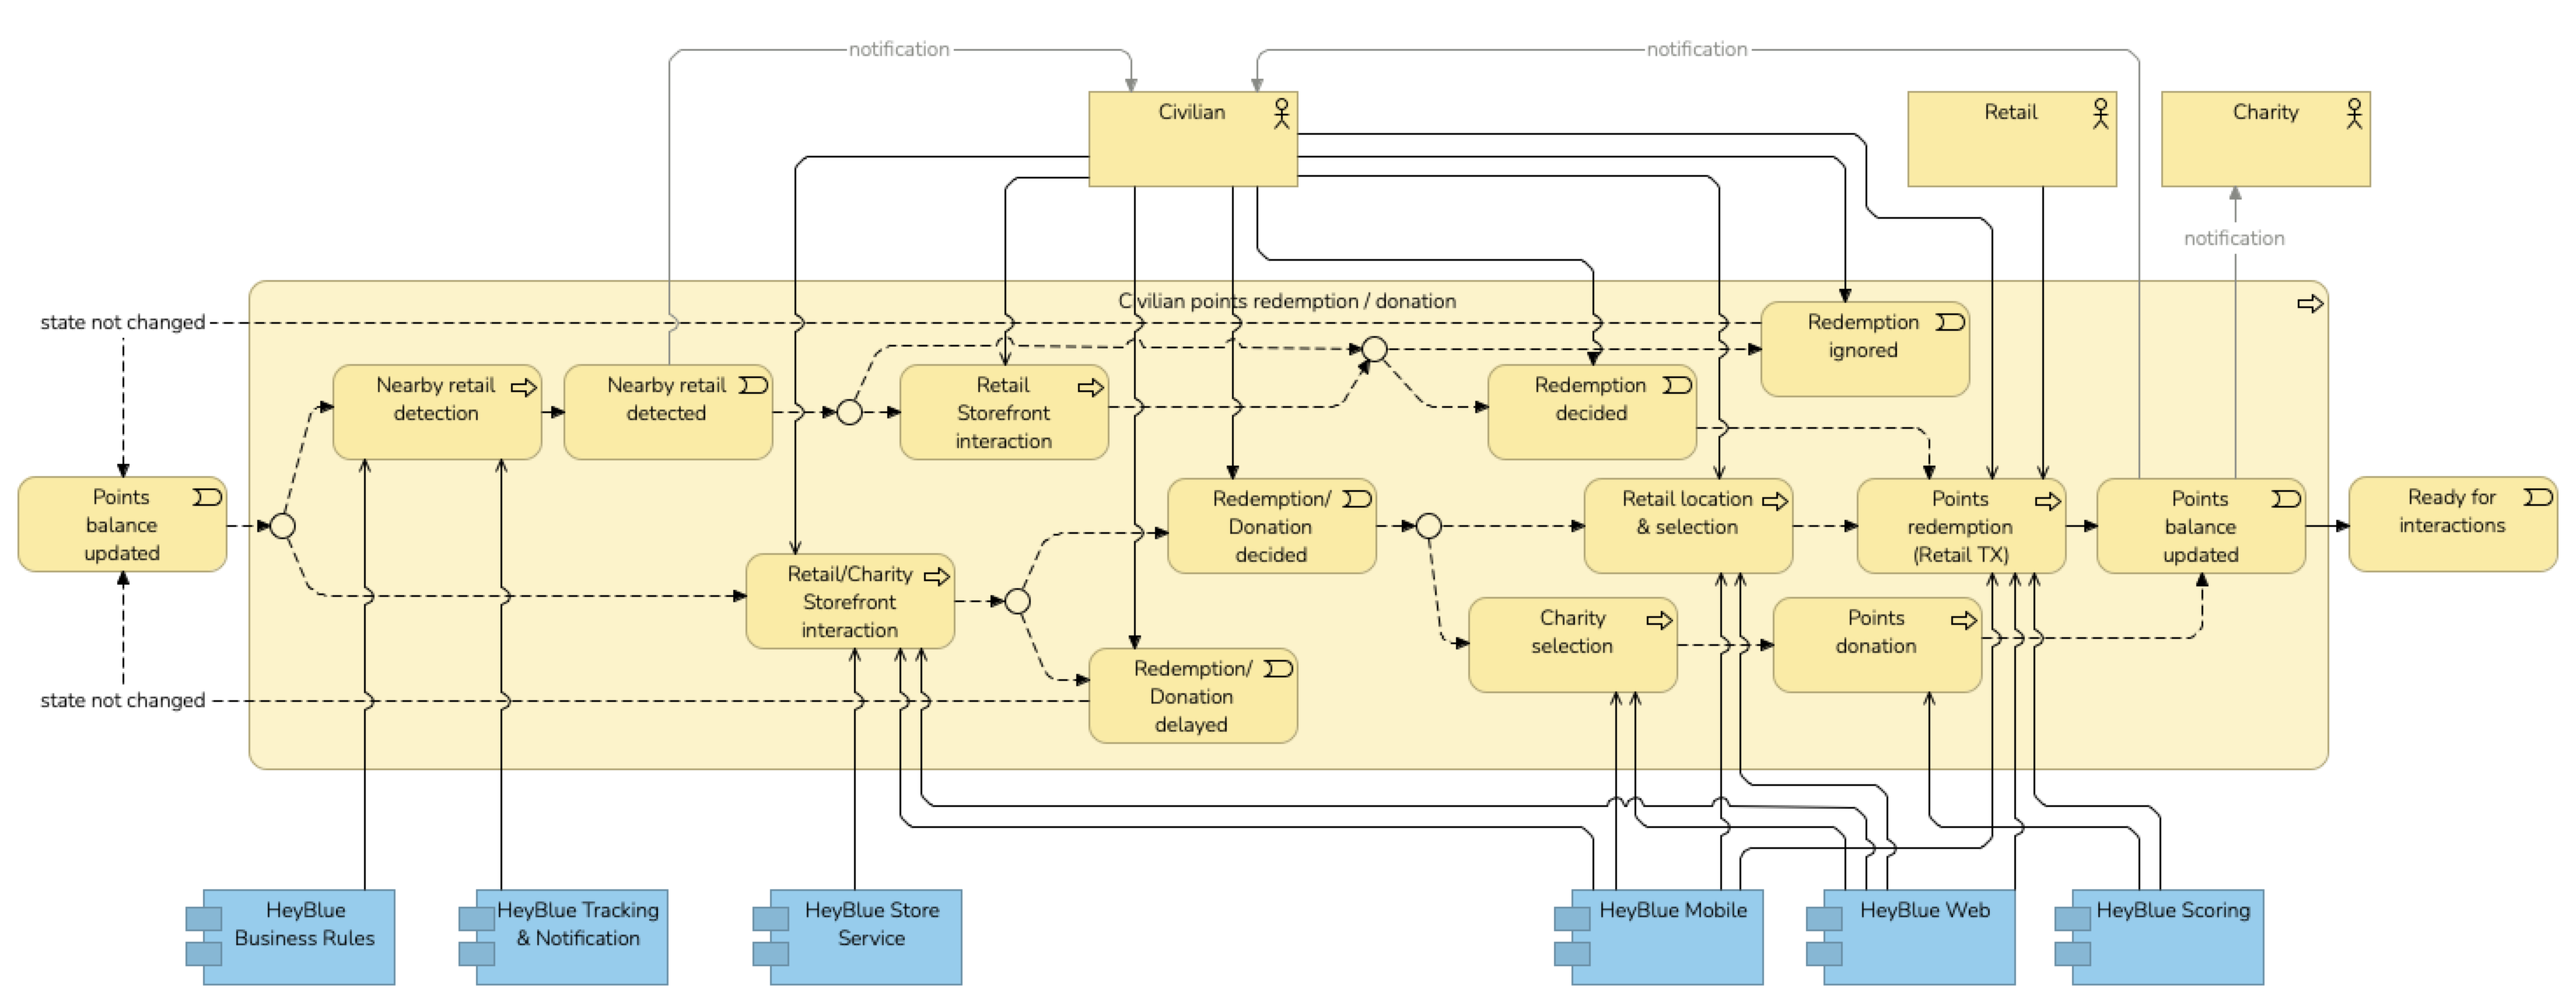 notification
notification
Civilian
Retail
Charity
notification
Civilian points redemption / donation
state not changed
Redemption
ignored
Nearby retail
detection
Nearby retail
detected
Retail
Storefront
interaction
Redemption
decided
Points
balance
updated
Redemption/
Donation
decided
Retail location
& selection
Points
redemption
(Retail TX)
Points
balance
updated
Ready for
interactions
Retail/Charity
Storefront
interaction
Charity
selection
Points
donation
Redemption/
Donation
delayed
state not changed
HeyBlue
Business Rules
HeyBlue Tracking
& Notification
HeyBlue Store
Service
HeyBlue Mobile
HeyBlue Web
HeyBlue Scoring